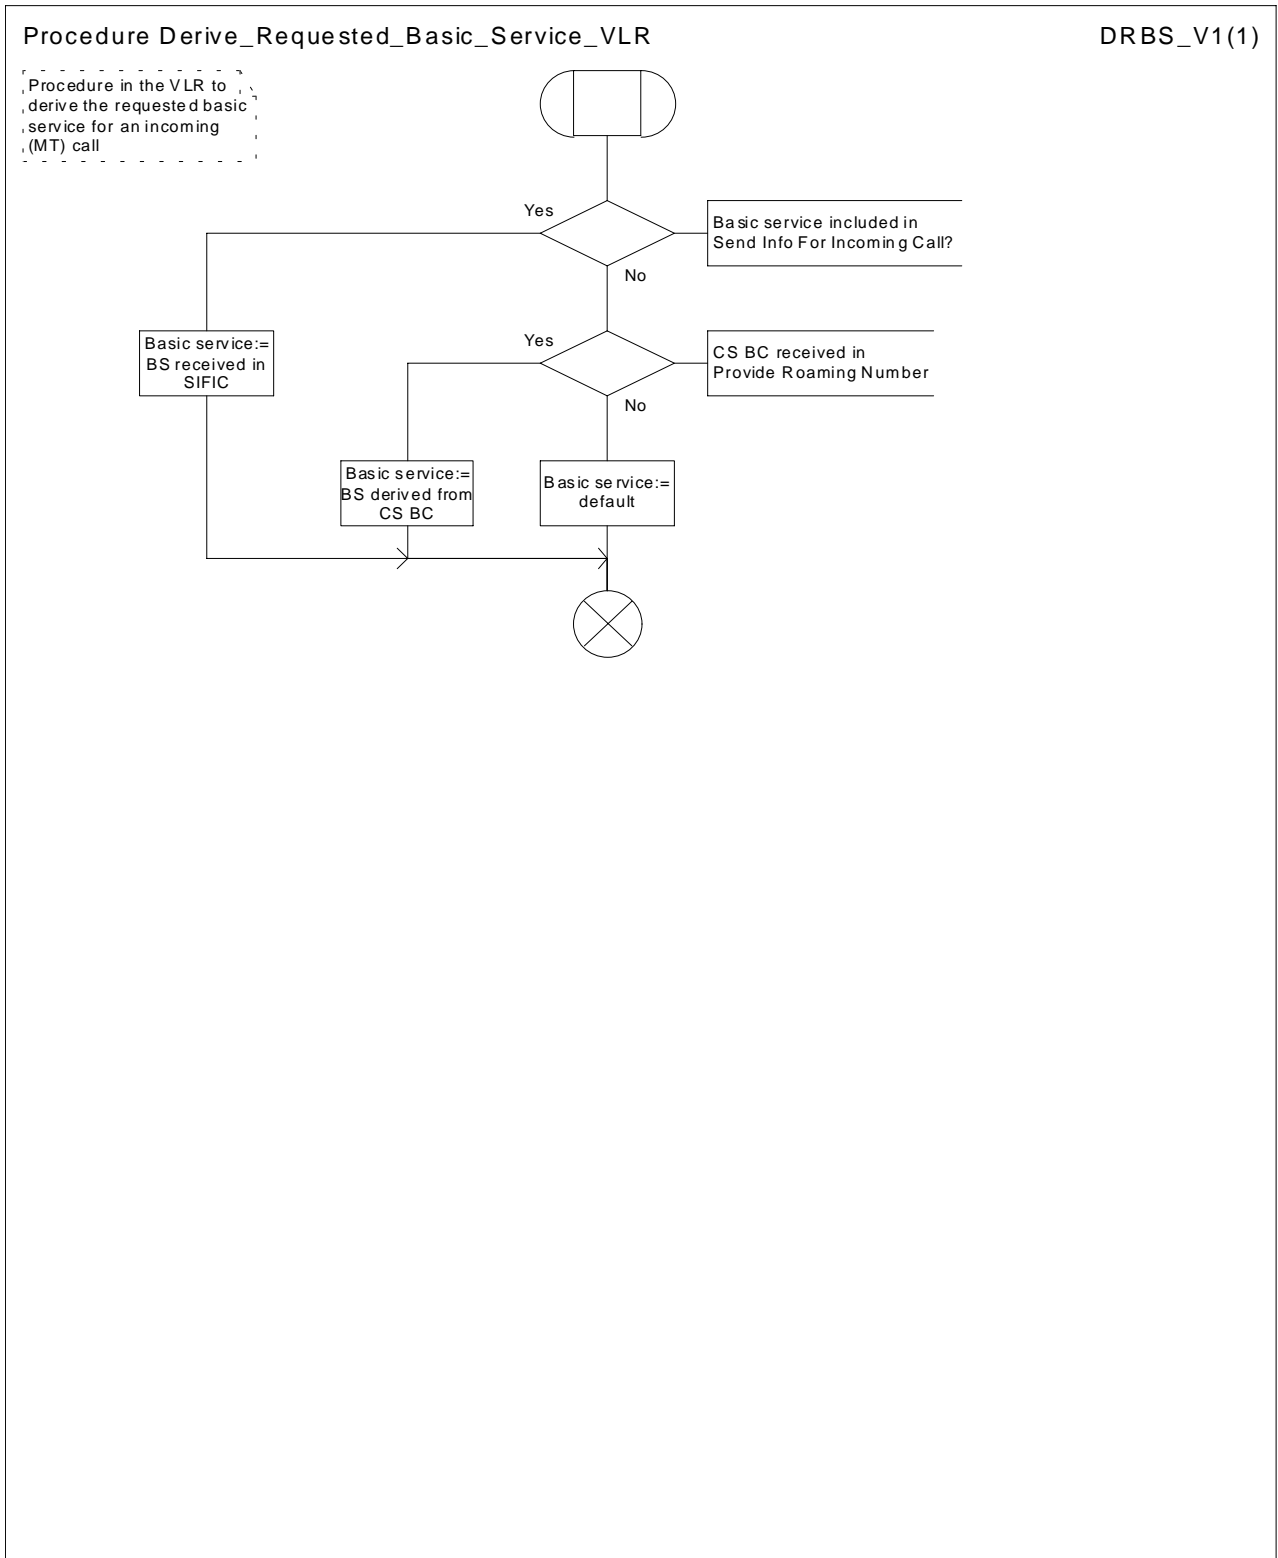 Procedure Derive_Requested_Basic_Service_VLR
DRBS_V1(1)
Procedure in the VLR to
derive the requested basic
service for an incoming
(MT) call
Yes
Basic service included in
Send Info For Incoming Call?
No
Basic service:=
BS received in
SIFIC
Yes
CS BC received in
Provide Roaming Number
No
Basic service:=
BS derived from
CS BC
Basic service:=
default